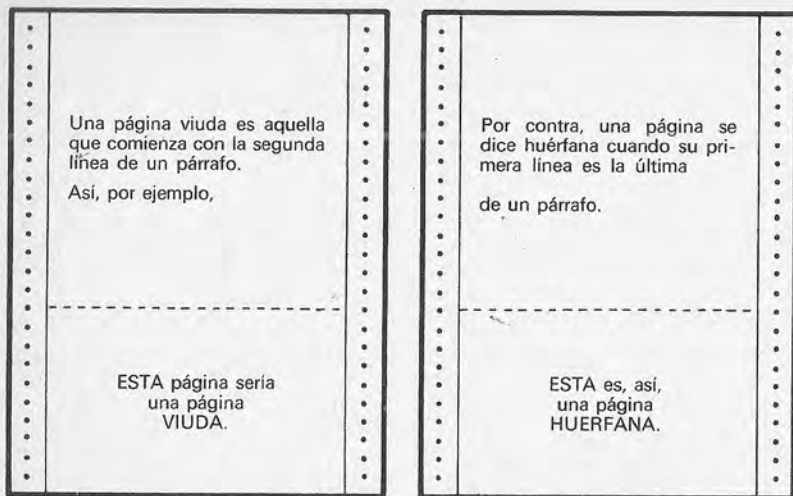 Una página viuda es aquella
que comienza con la segunda
línea de un párrafo.
Así, por ejemplo,
ESTA página sería
una página
VIUDA.
Por contra, una página se
dice huérfana cuando su pri-
mera línea es la última
de un párrafo.
ESTA es, así,
una página
HUERFANA.